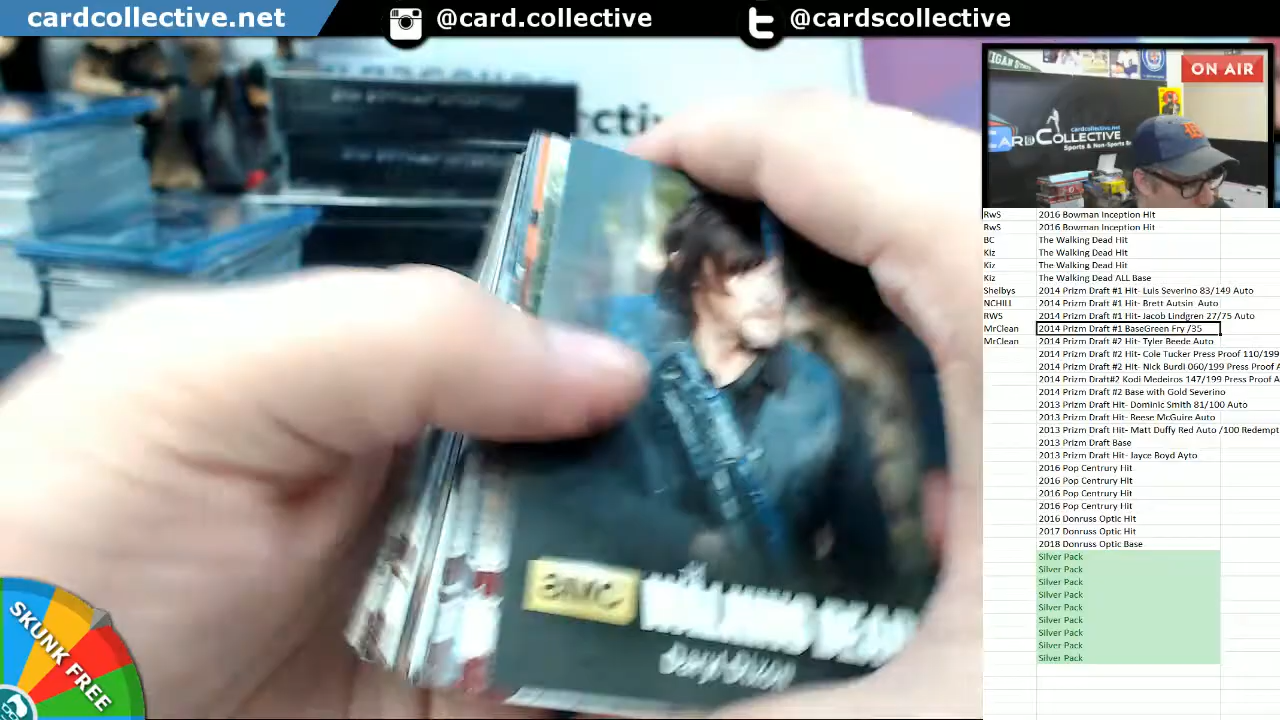 cardcollective.net
@card.collective
@cardscollective
ON AIR
cardcollective.net
CARDCOLLECTIVE
AMC
THE
WALKING DEAD
Daryl Dixon
SKUNK FREE
RwS 2016 Bowman Inception Hit
RwS 2016 Bowman Inception Hit
BC The Walking Dead Hit
Kiz The Walking Dead Hit
Kiz The Walking Dead Hit
Kiz The Walking Dead ALL Base
Shelbys 2014 Prizm Draft #1 Hit- Luis Severino 83/149 Auto
NCHILL 2014 Prizm Draft #1 Hit- Brett Autsin Auto
RWS 2014 Prizm Draft #1 Hit- Jacob Lindgren 27/75 Auto
MrClean 2014 Prizm Draft #1 BaseGreen Fry /35
MrClean 2014 Prizm Draft #2 Hit- Tyler Beede Auto
2014 Prizm Draft #2 Hit- Cole Tucker Press Proof 110/199
2014 Prizm Draft #2 Hit- Nick Burdi 060/199 Press Proof A
2014 Prizm Draft#2 Kodi Medeiros 147/199 Press Proof A
2014 Prizm Draft #2 Base with Gold Severino
2013 Prizm Draft Hit- Dominic Smith 81/100 Auto
2013 Prizm Draft Hit- Reese McGuire Auto
2013 Prizm Draft Hit- Matt Duffy Red Auto /100 Redempt
2013 Prizm Draft Base
2013 Prizm Draft Hit- Jayce Boyd Ayto
2016 Pop Centrury Hit
2016 Pop Centrury Hit
2016 Pop Centrury Hit
2016 Pop Centrury Hit
2016 Donruss Optic Hit
2017 Donruss Optic Hit
2018 Donruss Optic Base
Silver Pack
Silver Pack
Silver Pack
Silver Pack
Silver Pack
Silver Pack
Silver Pack
Silver Pack
Silver Pack